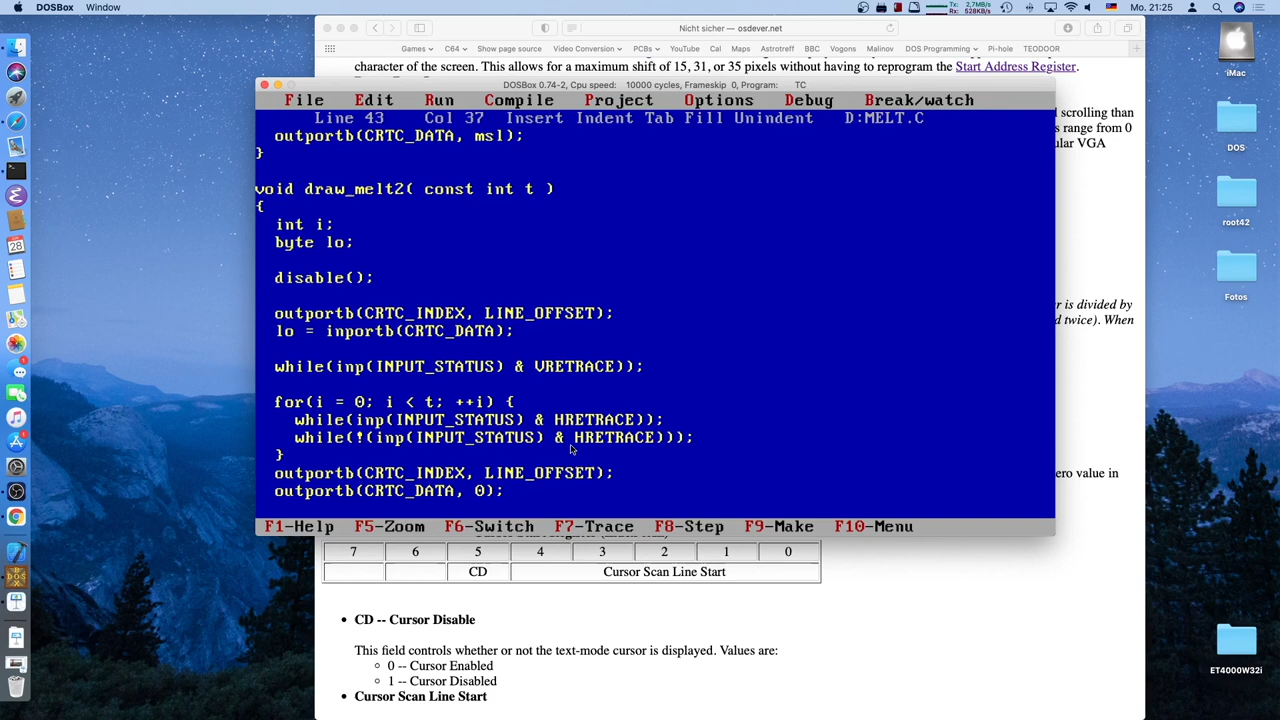 DOSBox Window
Tx: 2,7MB/s
Rx: 528KB/s
Mo. 21:25
Nicht sicher — osdever.net
Games C64 Show page source Video Conversion PCBs YouTube Cal Maps Astrotreff BBC Vogons Malinov DOS Programming Pi-hole TEODOOR
character of the screen. This allows for a maximum shift of 15, 31, or 35 pixels without having to reprogram the Start Address Register.
DOSBox 0.74-2, Cpu speed: 10000 cycles, Frameskip 0, Program: TC
File Edit Run Compile Project Options Debug Break/watch
Line 43 Col 37 Insert Indent Tab Fill Unindent D:MELT.C
outportb(CRTC_DATA, msl);
}
void draw_melt2( const int t )
{
int i;
byte lo;
disable();
outportb(CRTC_INDEX, LINE_OFFSET);
lo = inportb(CRTC_DATA);
while(inp(INPUT_STATUS) & VRETRACE));
for(i = 0; i < t; ++i) {
while(inp(INPUT_STATUS) & HRETRACE));
while(!(inp(INPUT_STATUS) & HRETRACE)));
}
outportb(CRTC_INDEX, LINE_OFFSET);
outportb(CRTC_DATA, 0);
F1-Help F5-Zoom F6-Switch F7-Trace F8-Step F9-Make F10-Menu
scrolling than
s range from 0
ular VGA
er is divided by
d twice). When
ero value in
7 6 5 4 3 2 1 0
CD Cursor Scan Line Start
• CD -- Cursor Disable
This field controls whether or not the text-mode cursor is displayed. Values are:
○ 0 -- Cursor Enabled
○ 1 -- Cursor Disabled
• Cursor Scan Line Start
iMac
DOS
root42
Fotos
ET4000W32i